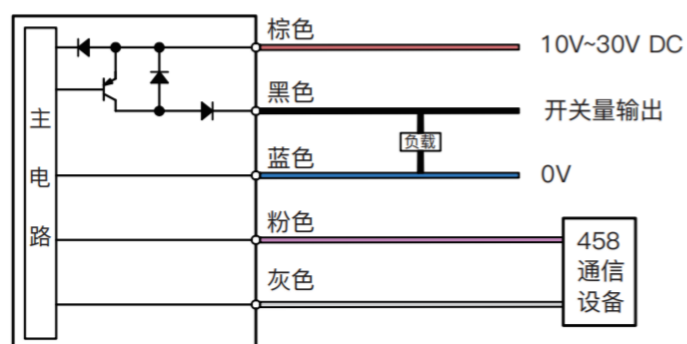 棕色
10V~30V DC
黑色
开关量输出
主电路
负载
蓝色
0V
粉色
灰色
458
通信
设备